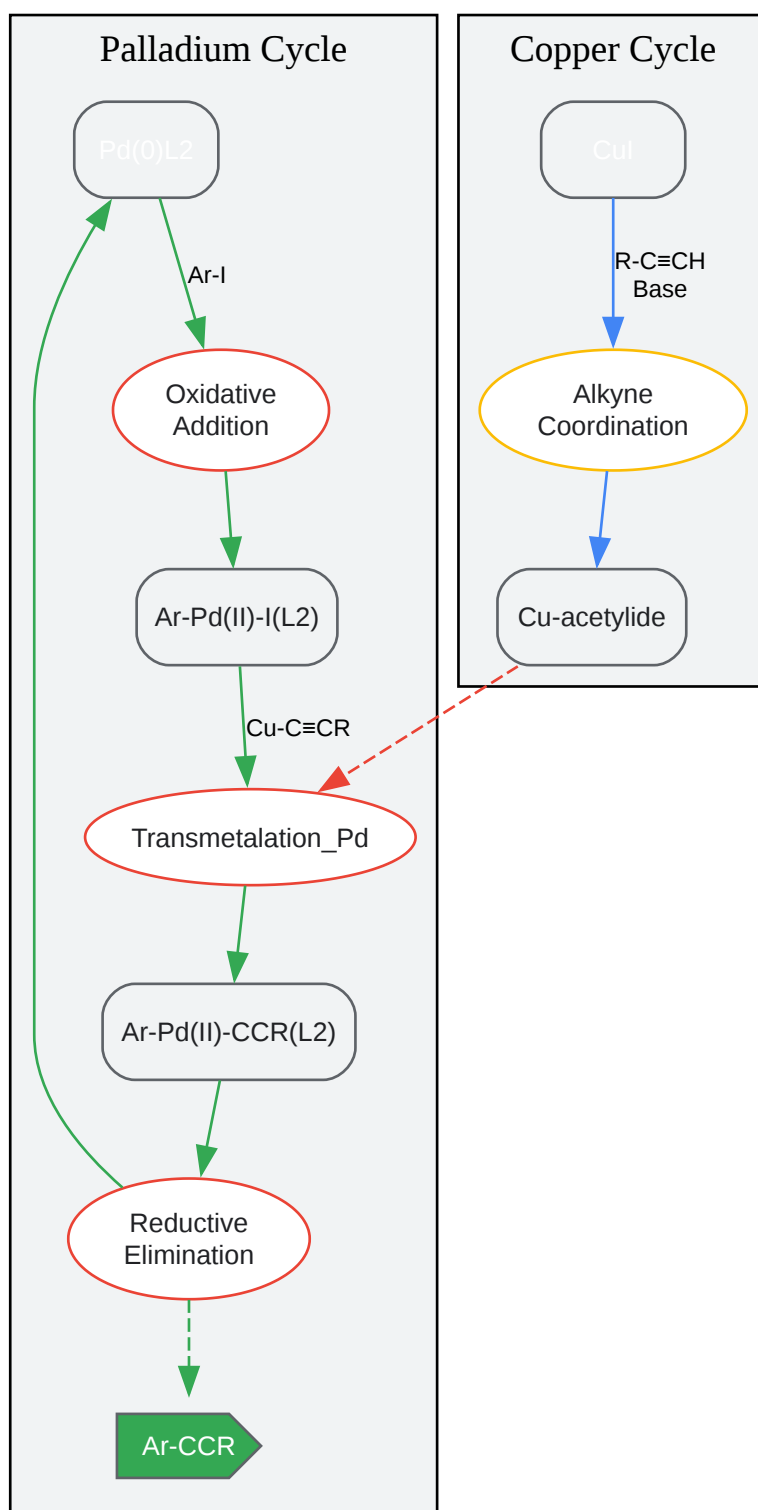 Palladium Cycle
Pd(0)L2
Ar-I
Oxidative
Addition
Ar-Pd(II)-I(L2)
Cu-C≡CR
Transmetalation_Pd
Ar-Pd(II)-CCR(L2)
Reductive
Elimination
Ar-CCR
Copper Cycle
CuI
R-C≡CH
Base
Alkyne
Coordination
Cu-acetylide